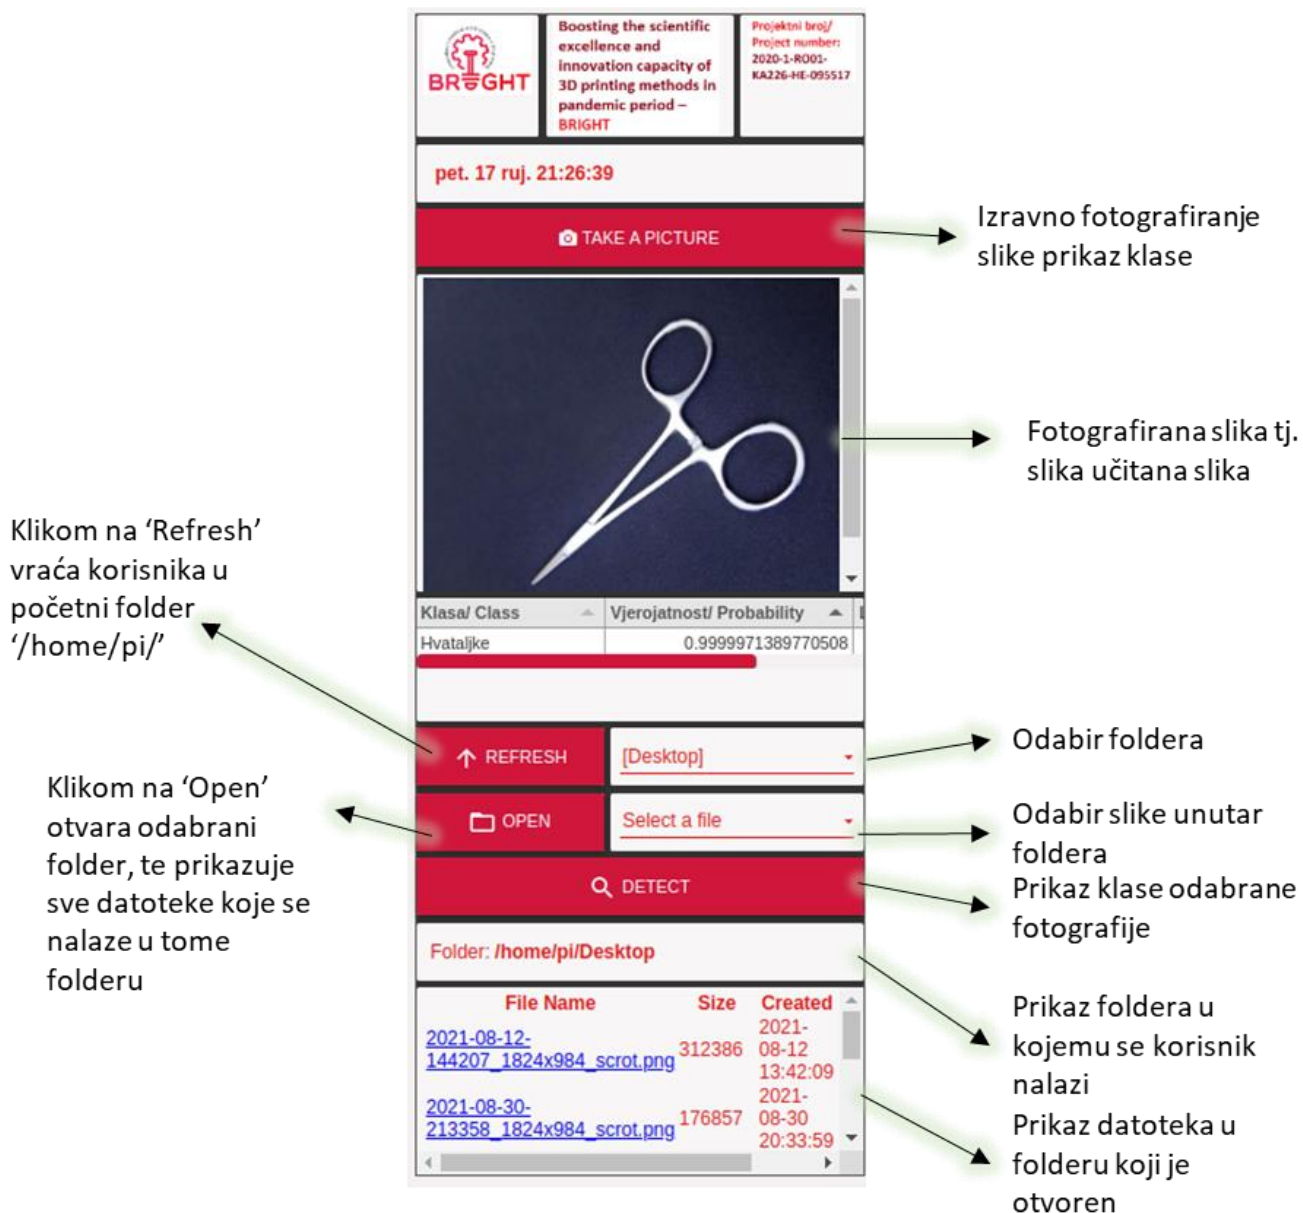 BRIGHT
Boosting the scientific
excellence and
innovation capacity of
3D printing methods in
pandemic period –
BRIGHT
Projektni broj/
Project number:
2020-1-RO01-
KA226-HE-095517
pet. 17 ruj. 21:26:39
TAKE A PICTURE
Izravno fotografiranje
slike prikaz klase
Fotografirana slika tj.
slika učitana slika
Klikom na ‘Refresh’
vraća korisnika u
početni folder
‘/home/pi/’
Klasa/ Class
Vjerojatnost/ Probability
Hvataljke
0.9999971389770508
REFRESH
[Desktop]
Odabir foldera
Klikom na ‘Open’
otvara odabrani
folder, te prikazuje
sve datoteke koje se
nalaze u tome
folderu
OPEN
Select a file
Odabir slike unutar
foldera
DETECT
Prikaz klase odabrane
fotografije
Folder: /home/pi/Desktop
Prikaz foldera u
kojemu se korisnik
nalazi
File Name Size Created
2021-08-12-
144207_1824x984_scrot.png
312386
2021-
08-12
13:42:09
2021-08-30-
213358_1824x984_scrot.png
176857
2021-
08-30
20:33:59
Prikaz datoteka u
folderu koji je
otvoren